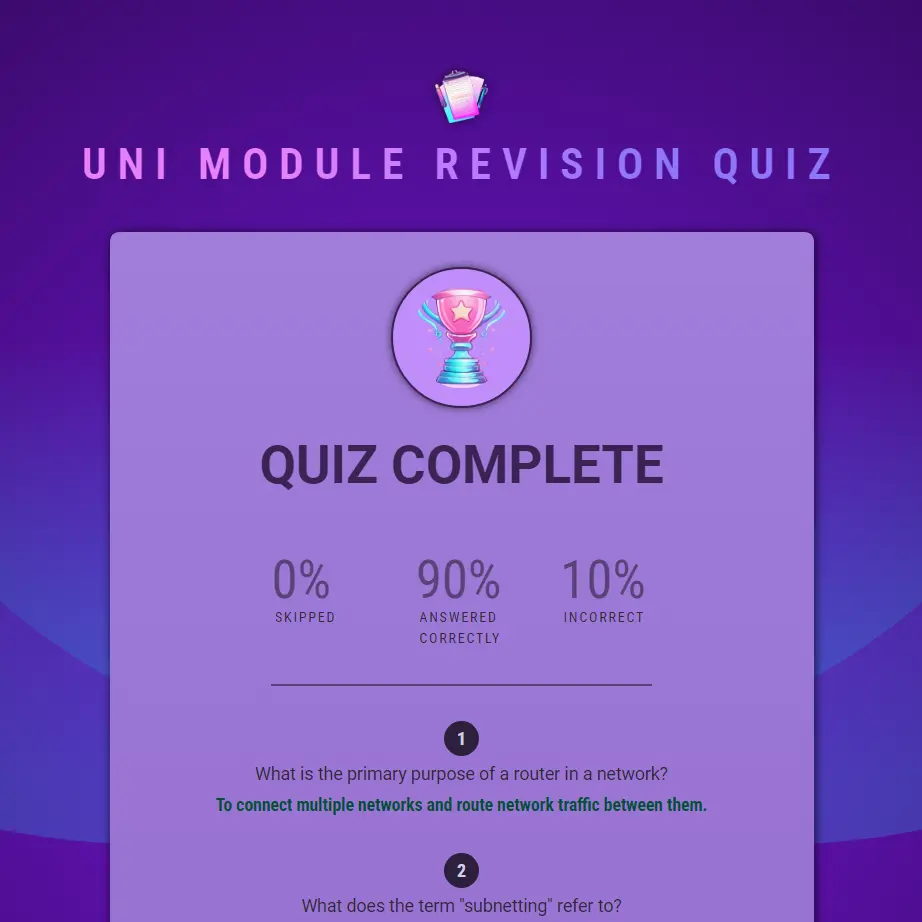 UNI MODULE REVISION QUIZ
QUIZ COMPLETE
0% 90% 10%
SKIPPED ANSWERED INCORRECT
CORRECTLY
1
What is the primary purpose of a router in a network?
To connect multiple networks and route network traffic between them.
2
What does the term "subnetting" refer to?